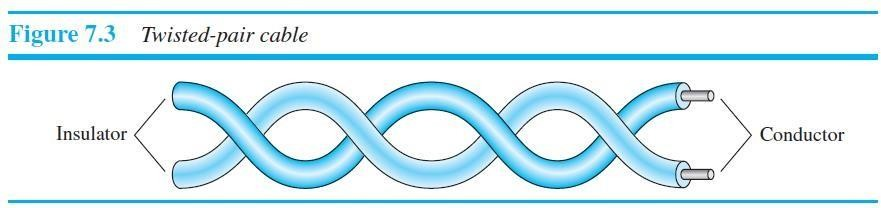 Figure 7.3 Twisted-pair cable
Insulator
Conductor